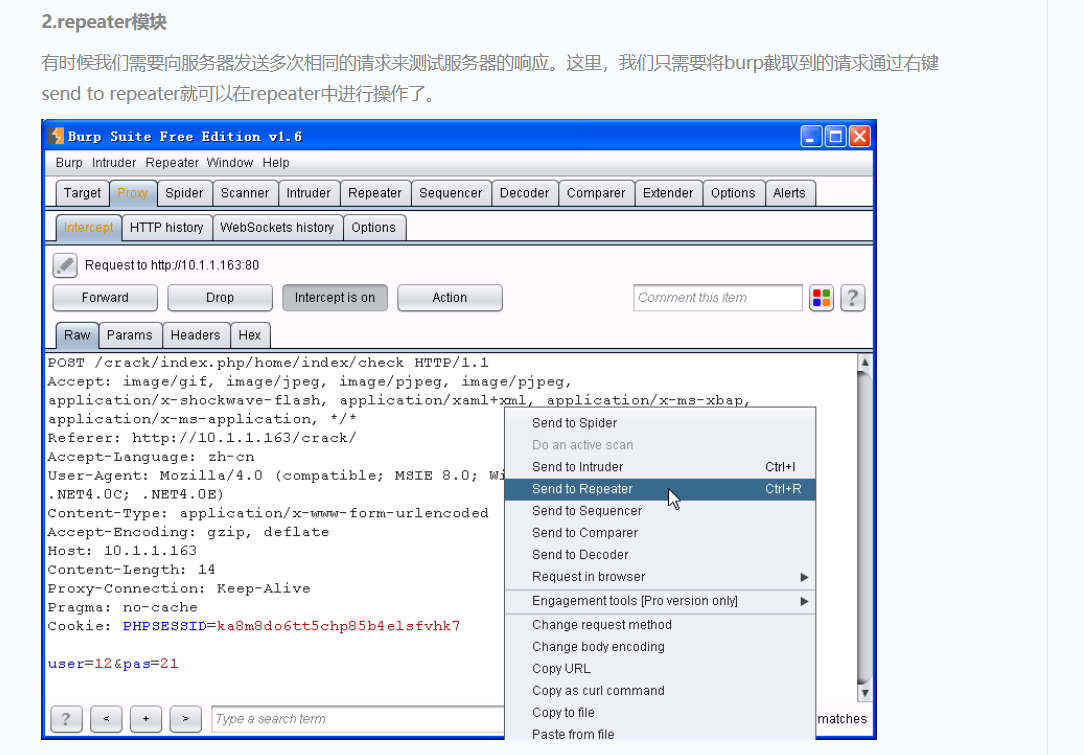 2.repeater模块
有时候我们需要向服务器发送多次相同的请求来测试服务器的响应。这里，我们只需要将burp截取到的请求通过右键
send to repeater就可以在repeater中进行操作了。
Burp Suite Free Edition v1.6
Burp Intruder Repeater Window Help
Target Proxy Spider Scanner Intruder Repeater Sequencer Decoder Comparer Extender Options Alerts
Intercept HTTP history WebSockets history Options
Request to http://10.1.1.163:80
Forward Drop Intercept is on Action Comment this item ?
Raw Params Headers Hex
POST /crack/index.php/home/index/check HTTP/1.1
Accept: image/gif, image/jpeg, image/pjpeg, image/pjpeg,
application/x-shockwave-flash, application/xaml+xml, application/x-ms-xbap,
application/x-ms-application, */*
Referer: http://10.1.1.163/crack/
Accept-Language: zh-cn
User-Agent: Mozilla/4.0 (compatible; MSIE 8.0; Wi
.NET4.0C; .NET4.0E)
Content-Type: application/x-www-form-urlencoded
Accept-Encoding: gzip, deflate
Host: 10.1.1.163
Content-Length: 14
Proxy-Connection: Keep-Alive
Pragma: no-cache
Cookie: PHPSESSID=ka8m8do6tt5chp85b4elsfvhk7
user=12&pas=21
Send to Spider
Do an active scan
Send to Intruder Ctrl+I
Send to Repeater Ctrl+R
Send to Sequencer
Send to Comparer
Send to Decoder
Request in browser
Engagement tools [Pro version only]
Change request method
Change body encoding
Copy URL
Copy as curl command
Copy to file
Paste from file
? < + > Type a search term matches